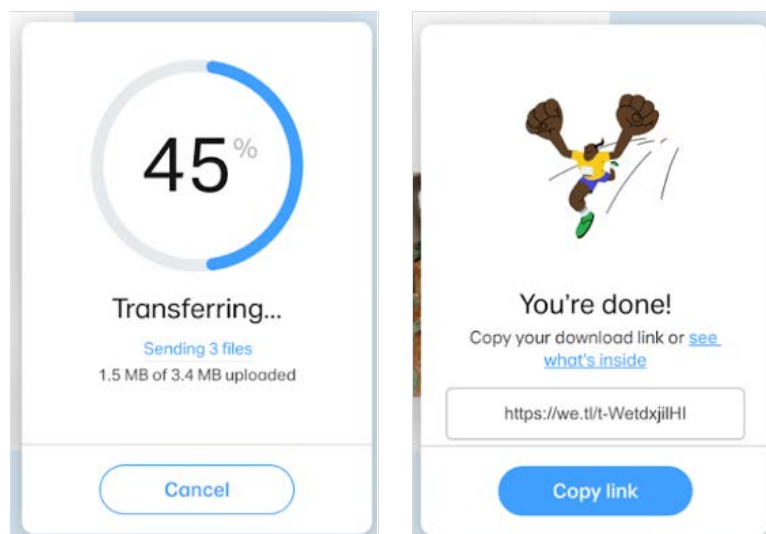 45%
Transferring...
Sending 3 files
1.5 MB of 3.4 MB uploaded
Cancel
You're done!
Copy your download link or see
what's inside
https://we.tl/t-WetdxjilHI
Copy link